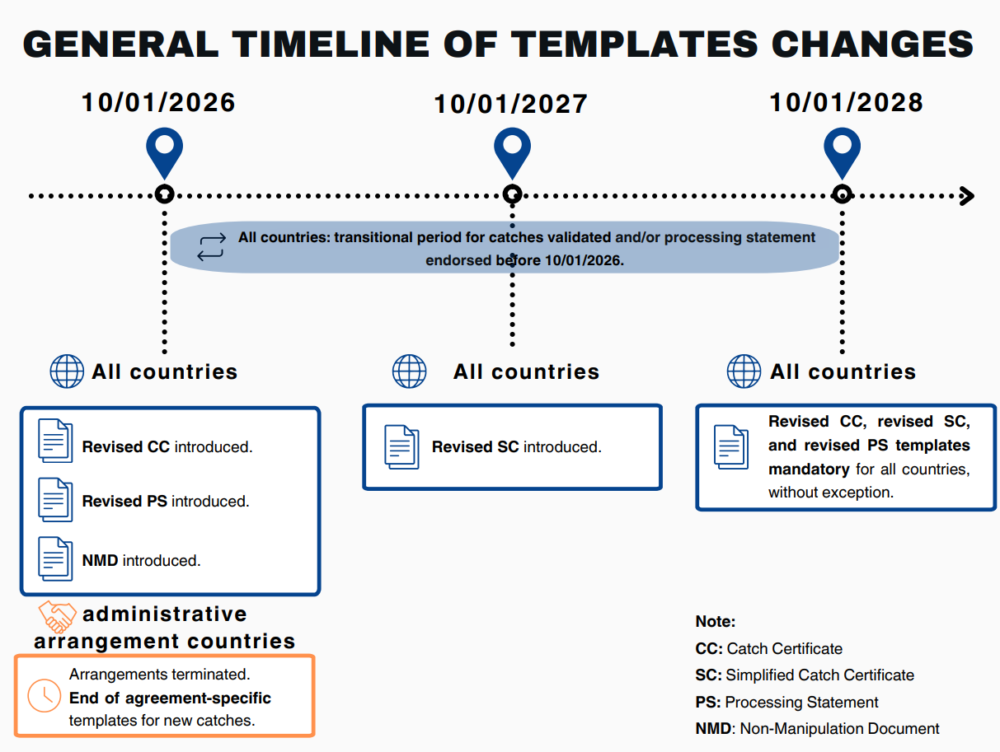 GENERAL TIMELINE OF TEMPLATES CHANGES
10/01/2026
10/01/2027
10/01/2028
All countries: transitional period for catches validated and/or processing statement
endorsed before 10/01/2026.
All countries
Revised CC introduced.
Revised PS introduced.
NMD introduced.
administrative
arrangement countries
Arrangements terminated.
End of agreement-specific
templates for new catches.
All countries
Revised SC introduced.
All countries
Revised CC, revised SC,
and revised PS templates
mandatory for all countries,
without exception.
Note:
CC: Catch Certificate
SC: Simplified Catch Certificate
PS: Processing Statement
NMD: Non-Manipulation Document